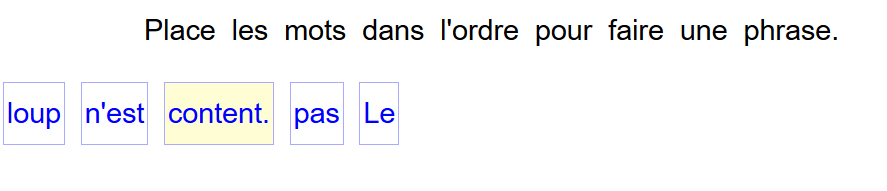 Place les mots dans l'ordre pour faire une phrase.
loup n'est content. pas Le